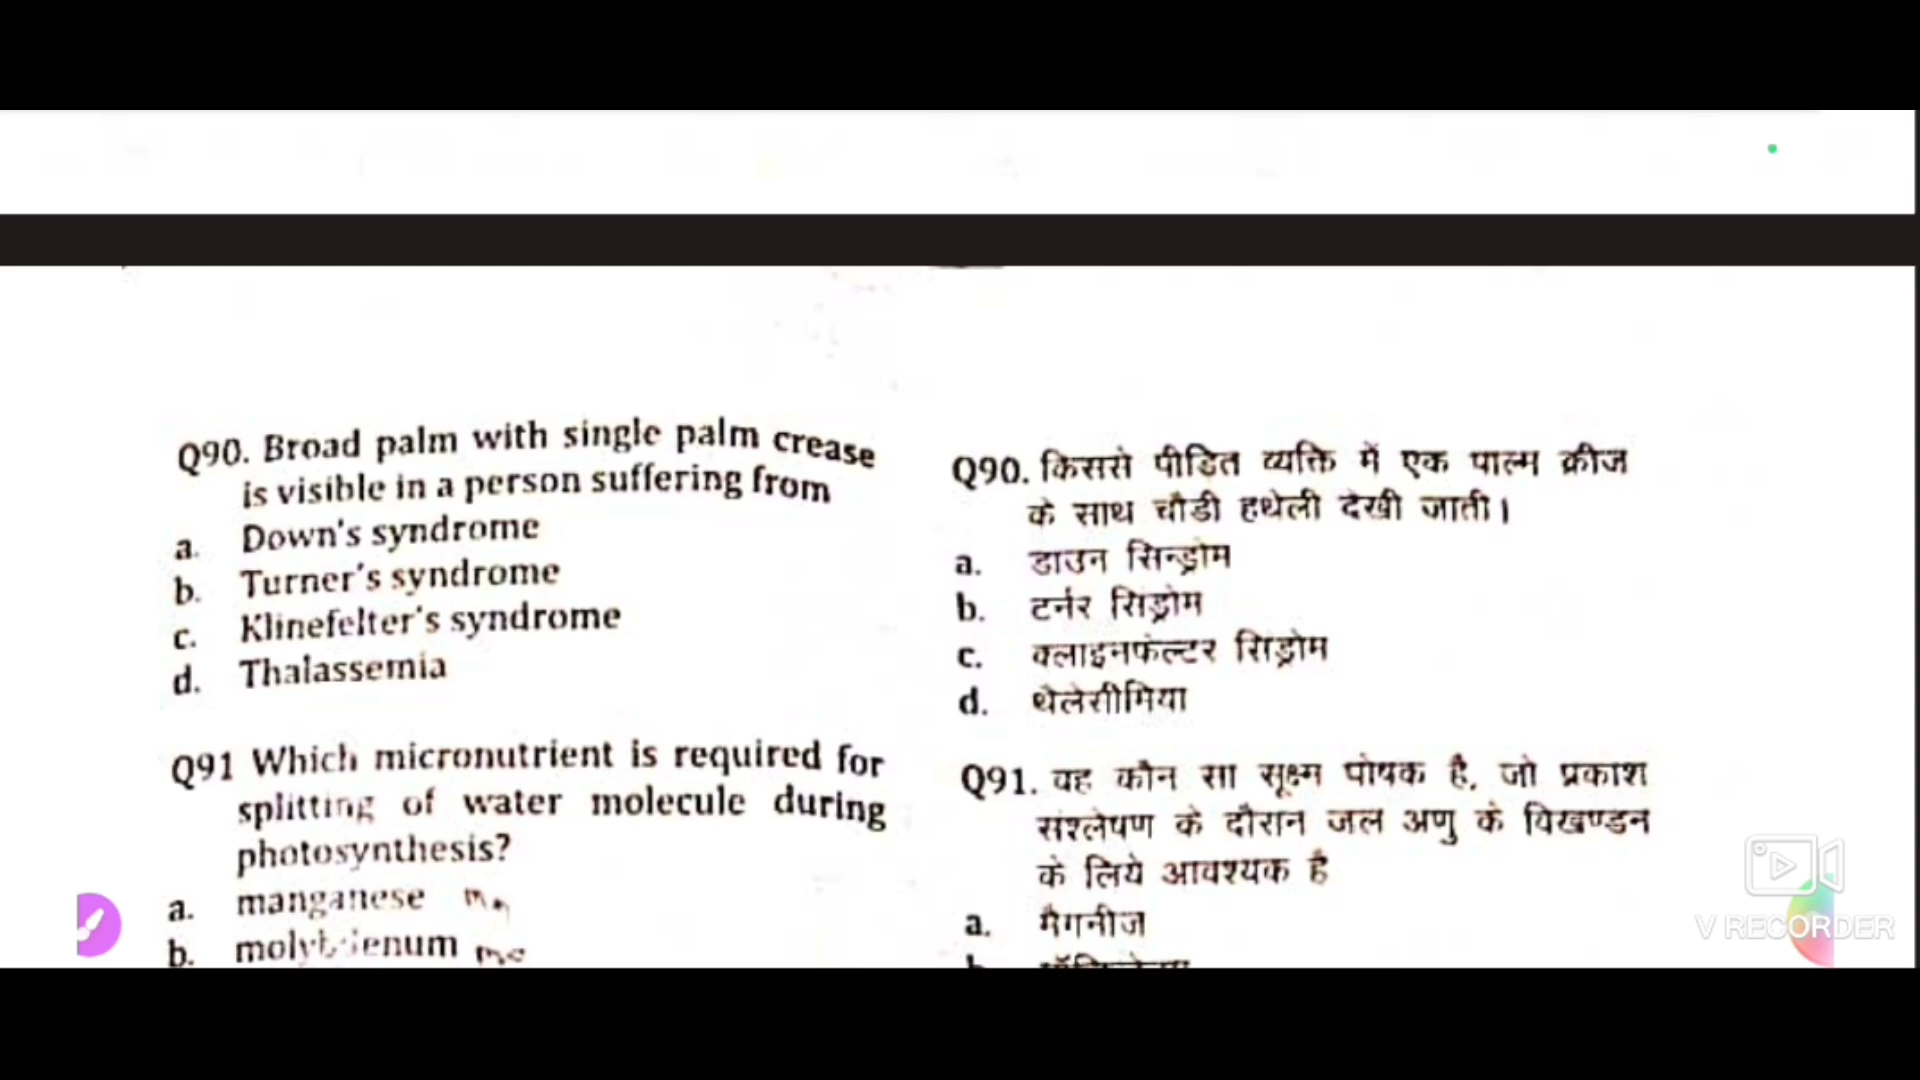 Q90. Broad palm with single palm crease
is visible in a person suffering from
a. Down's syndrome
b. Turner's syndrome
c. Klinefelter's syndrome
d. Thalassemia
Q91 Which micronutrient is required for
splitting of water molecule during
photosynthesis?
a. manganese
b. molybdenum
Q90. किससे पीडित व्यक्ति में एक पाल्म क्रीज
के साथ चौडी हथेली देखी जाती।
a. डाउन सिन्ड्रोम
b. टर्नर सिंड्रोम
c. क्लाइनफेल्टर सिंड्रोम
d. थेलेसीमिया
Q91. वह कौन सा सूक्ष्म पोषक है, जो प्रकाश
संश्लेषण के दौरान जल अणु के विखण्डन
के लिये आवश्यक है
a. मैगनीज
V RECORDER